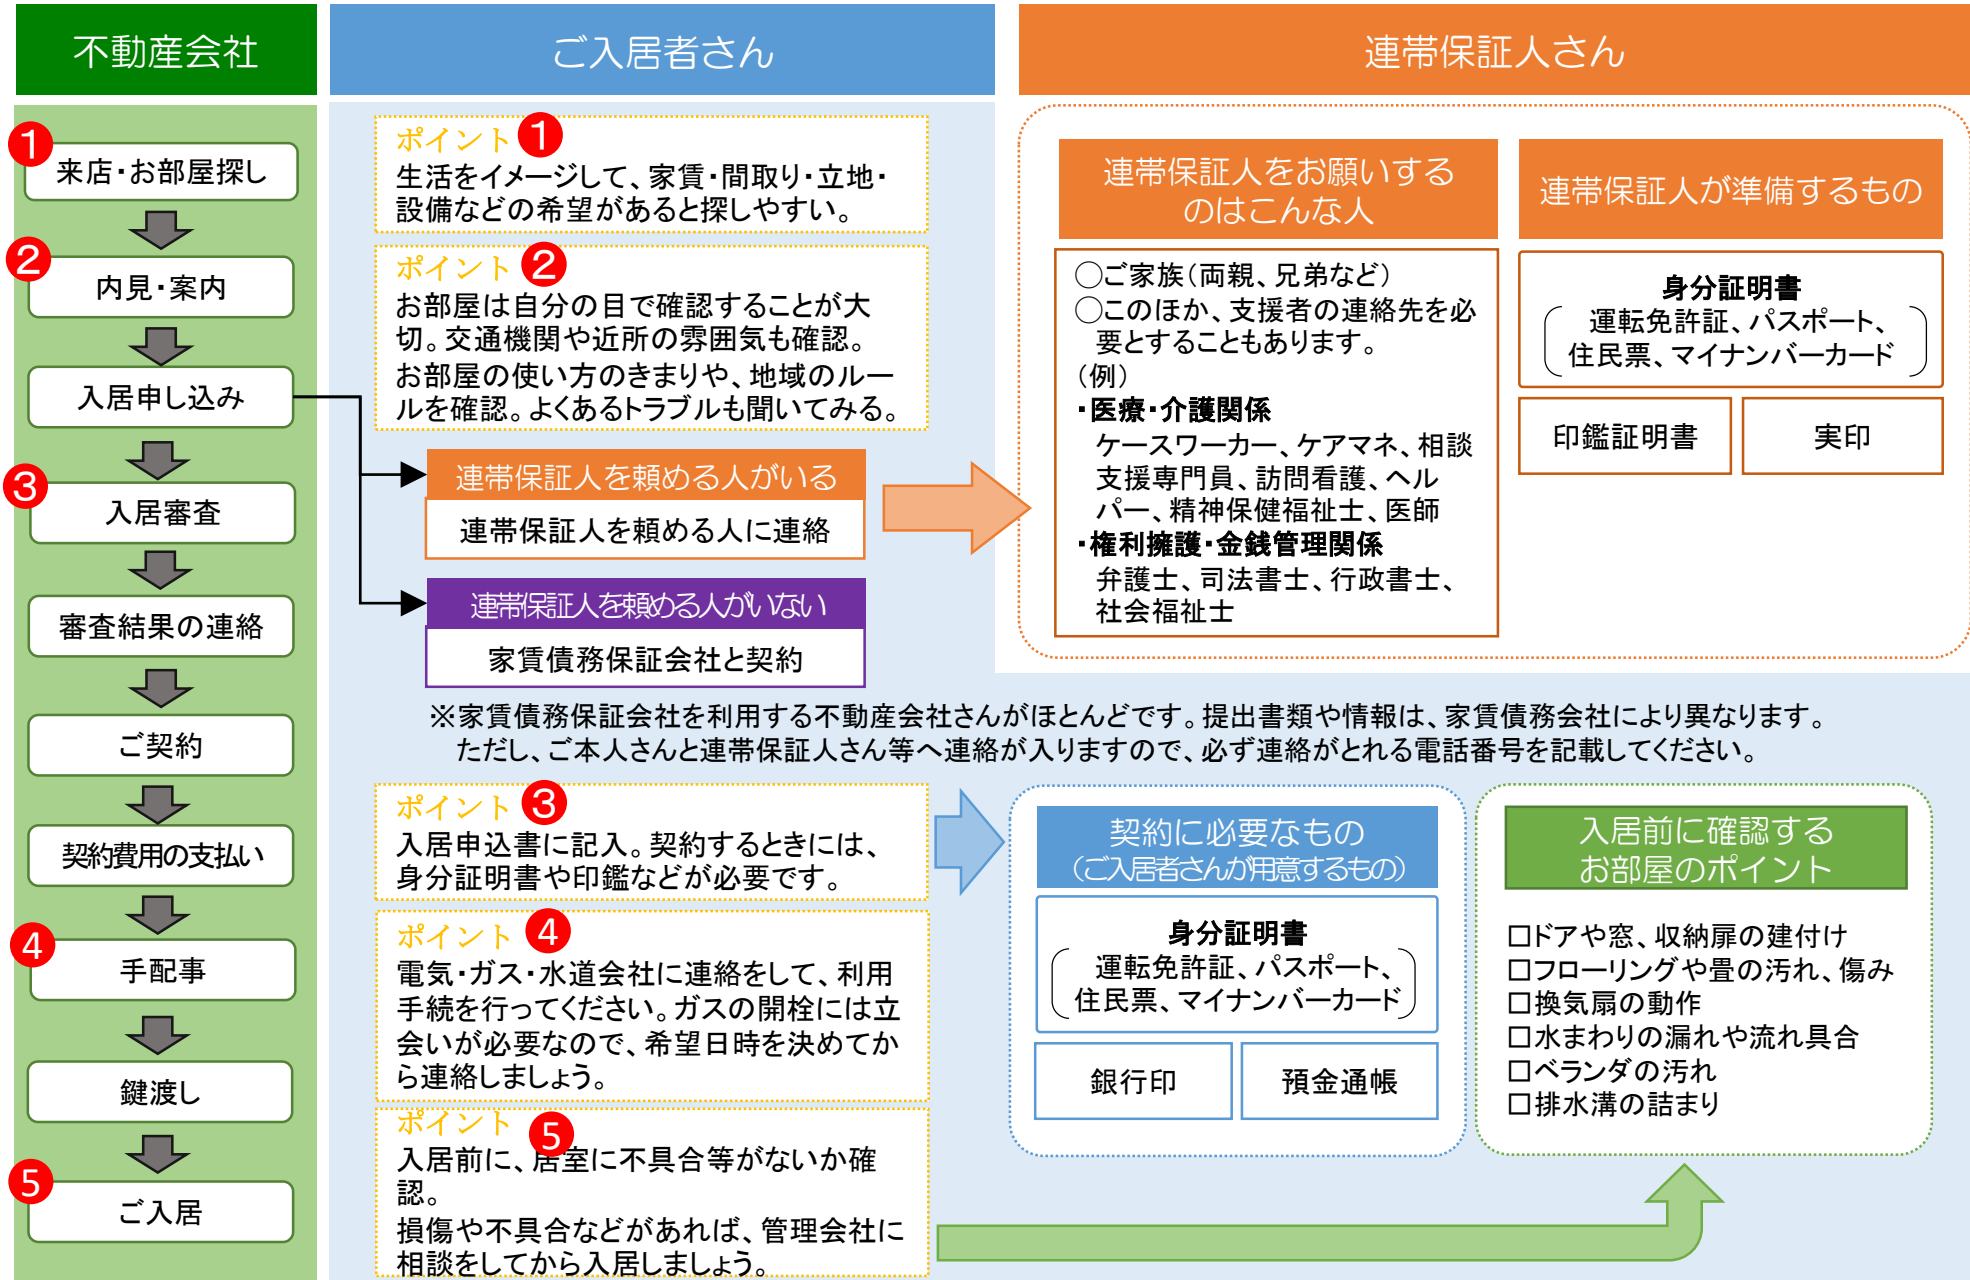 不動産会社
ご入居者さん
連帯保証人さん
1
来店・お部屋探し
2
内見・案内
入居申し込み
3
入居審査
審査結果の連絡
ご契約
契約費用の支払い
4
手配事
鍵渡し
5
ご入居
ポイント 1
生活をイメージして、家賃・間取り・立地・
設備などの希望があると探しやすい。
ポイント 2
お部屋は自分の目で確認することが大
切。交通機関や近所の雰囲気も確認。
お部屋の使い方のきまりや、地域のルー
ルを確認。よくあるトラブルも聞いてみる。
連帯保証人を頼める人がいる
連帯保証人を頼める人に連絡
連帯保証人を頼める人がいない
家賃債務保証会社と契約
連帯保証人をお願いする
のはこんな人
○ご家族（両親、兄弟など）
○このほか、支援者の連絡先を必
要とすることもあります。
（例）
・医療・介護関係
ケースワーカー、ケアマネ、相談
支援専門員、訪問看護、ヘル
パー、精神保健福祉士、医師
・権利擁護・金銭管理関係
弁護士、司法書士、行政書士、
社会福祉士
連帯保証人が準備するもの
身分証明書
運転免許証、パスポート、
住民票、マイナンバーカード
印鑑証明書
実印
※家賃債務保証会社を利用する不動産会社さんがほとんどです。提出書類や情報は、家賃債務会社により異なります。
ただし、ご本人さんと連帯保証人さん等へ連絡が入りますので、必ず連絡がとれる電話番号を記載してください。
ポイント 3
入居申込書に記入。契約するときには、
身分証明書や印鑑などが必要です。
ポイント 4
電気・ガス・水道会社に連絡をして、利用
手続を行ってください。ガスの開栓には立
会いが必要なので、希望日時を決めてか
ら連絡しましょう。
ポイント 5
入居前に、居室に不具合等がないか確
認。
損傷や不具合などがあれば、管理会社に
相談をしてから入居しましょう。
契約に必要なもの
（ご入居者さんが用意するもの）
身分証明書
運転免許証、パスポート、
住民票、マイナンバーカード
銀行印
預金通帳
入居前に確認する
お部屋のポイント
□ドアや窓、収納扉の建付け
□フローリングや畳の汚れ、傷み
□換気扇の動作
□水まわりの漏れや流れ具合
□ベランダの汚れ
□排水溝の詰まり